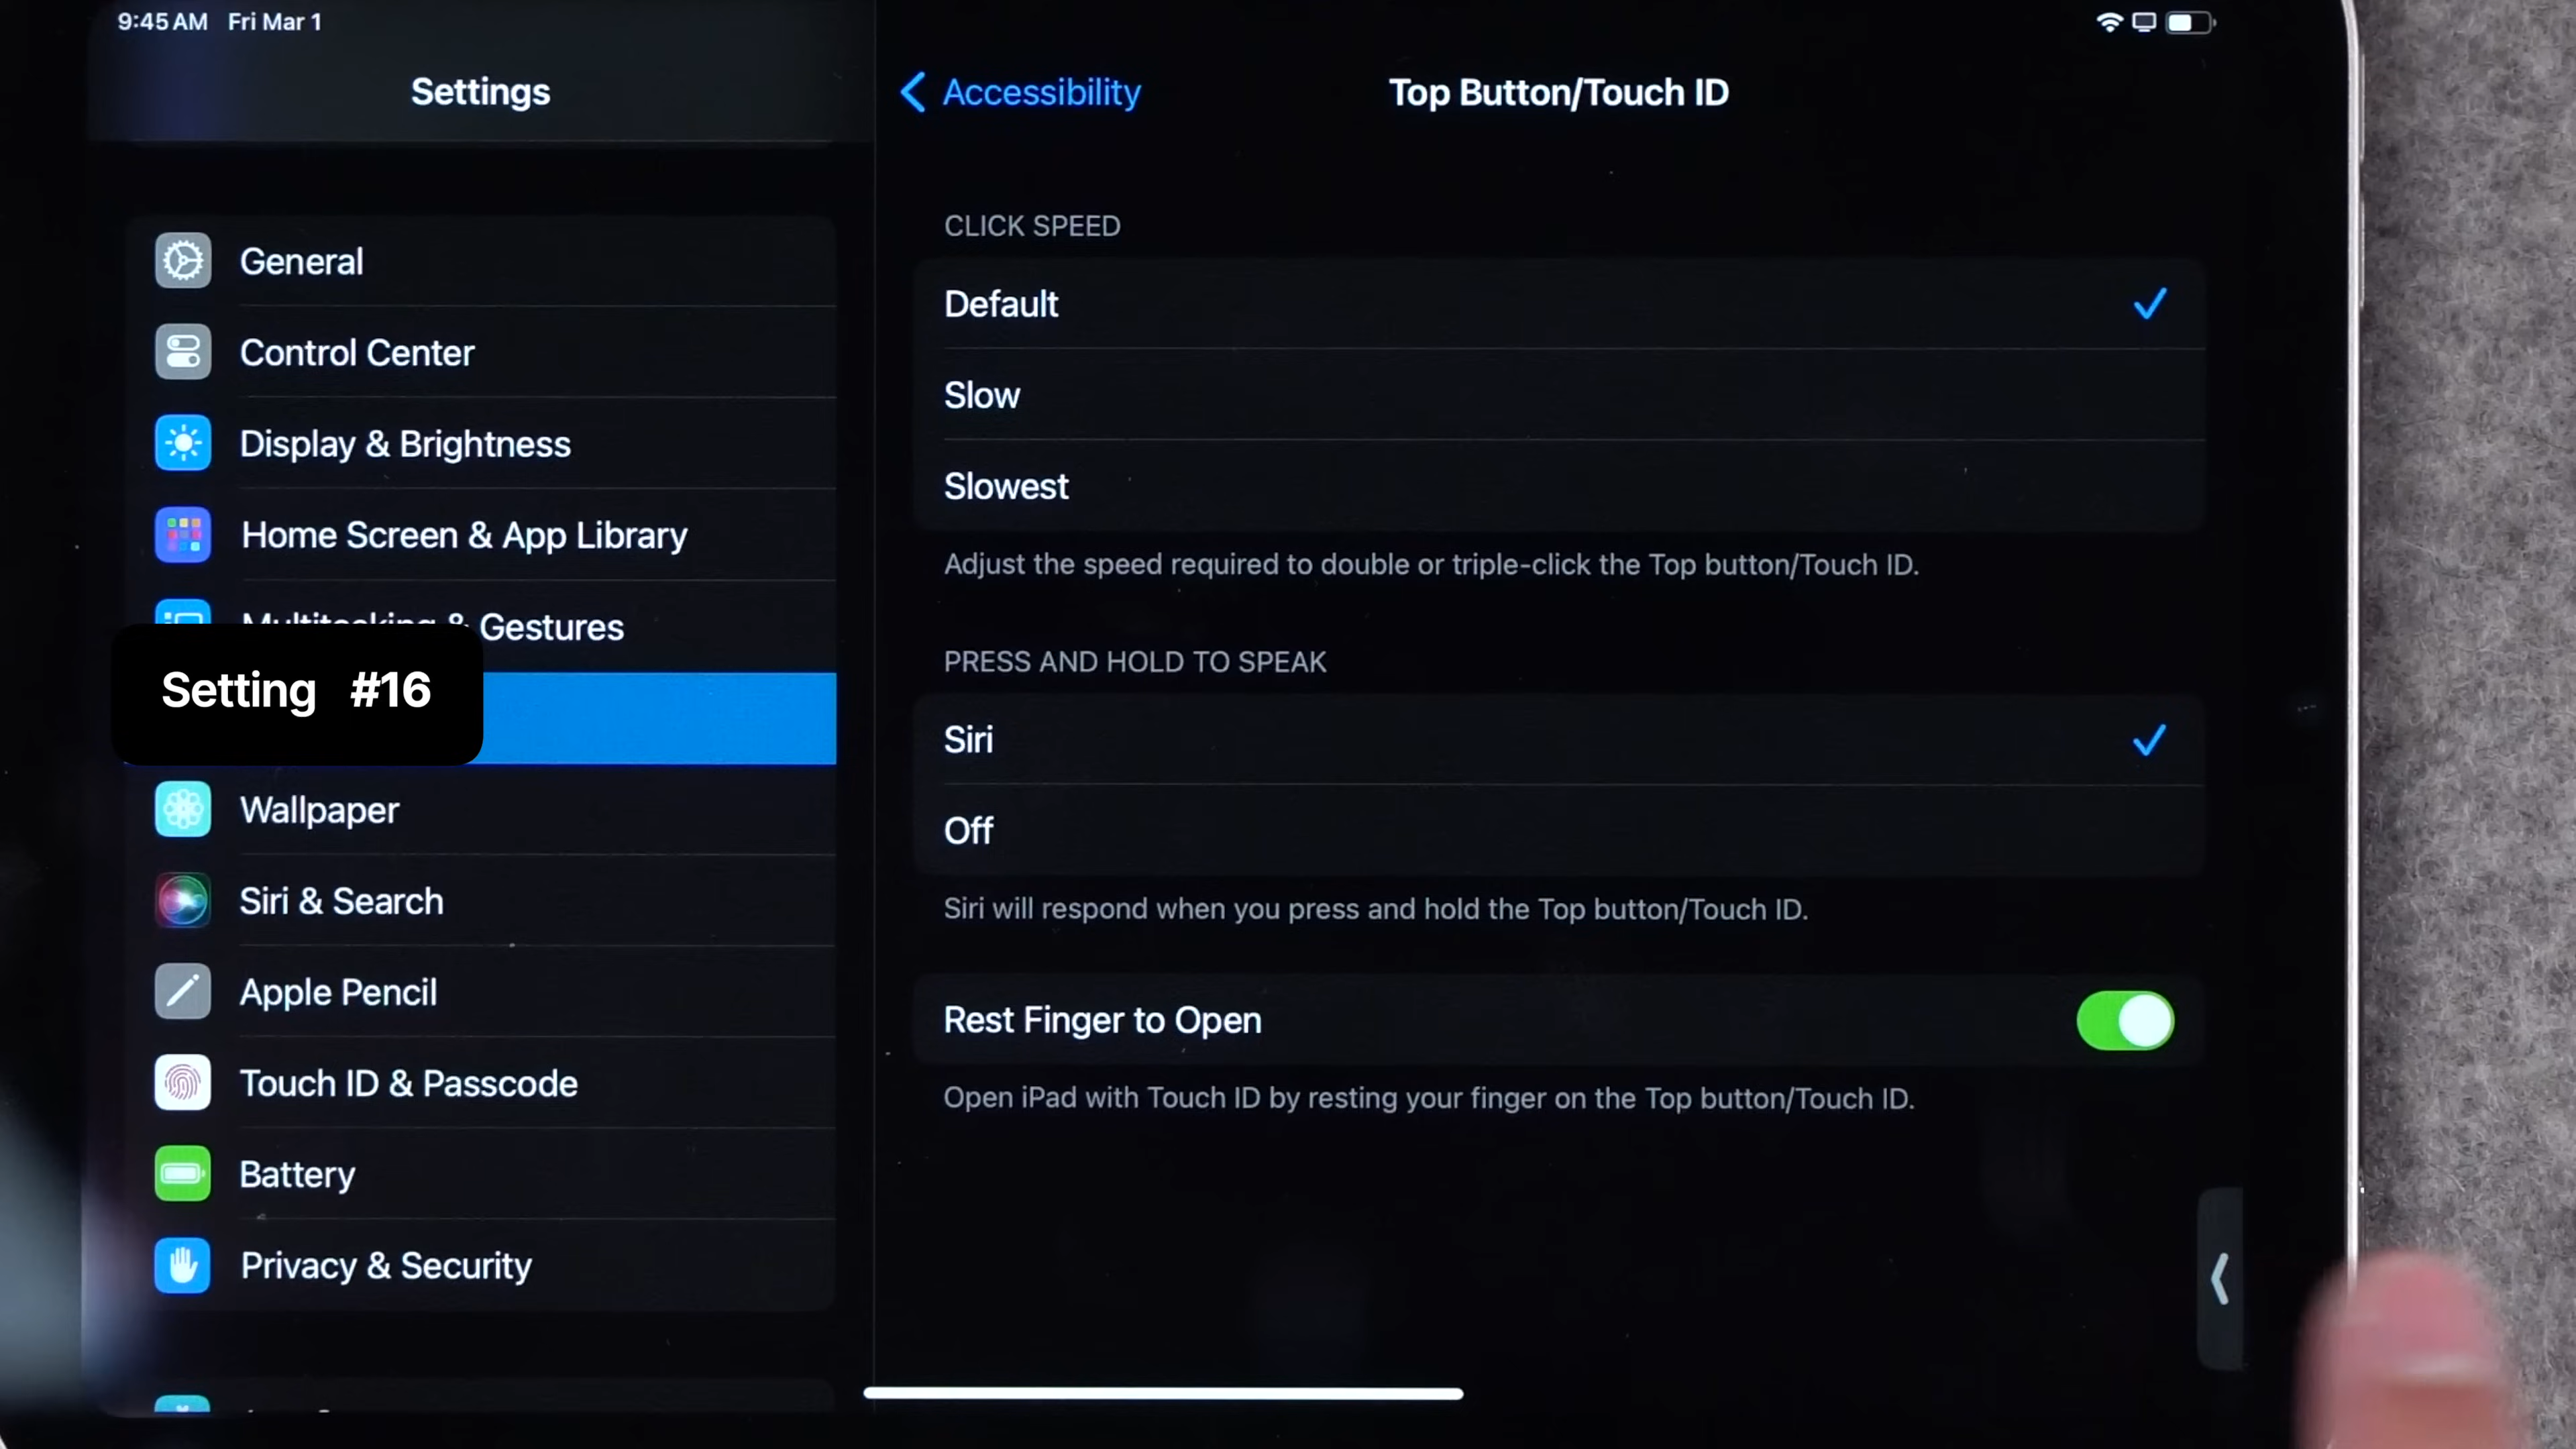 9:45 AM Fri Mar 1
Settings
General
Control Center
Display & Brightness
Home Screen & App Library
Multitasking & Gestures
Setting #16
Wallpaper
Siri & Search
Apple Pencil
Touch ID & Passcode
Battery
Privacy & Security
Accessibility
Top Button/Touch ID
CLICK SPEED
Default
Slow
Slowest
Adjust the speed required to double or triple-click the Top button/Touch ID.
PRESS AND HOLD TO SPEAK
Siri
Off
Siri will respond when you press and hold the Top button/Touch ID.
Rest Finger to Open
Open iPad with Touch ID by resting your finger on the Top button/Touch ID.